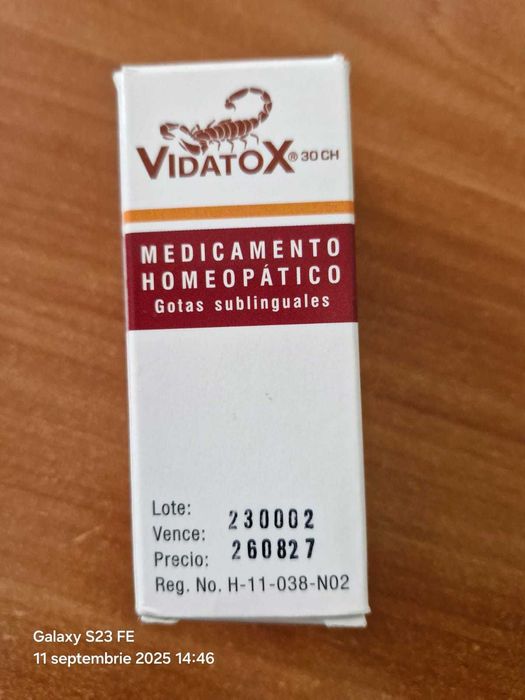 VIDATOX® 30 CH
MEDICAMENTO
HOMEOPÁTICO
Gotas sublinguales
Lote: 230002
Vence: 260827
Precio:
Reg. No. H-11-038-N02
Galaxy S23 FE
11 septembrie 2025 14:46